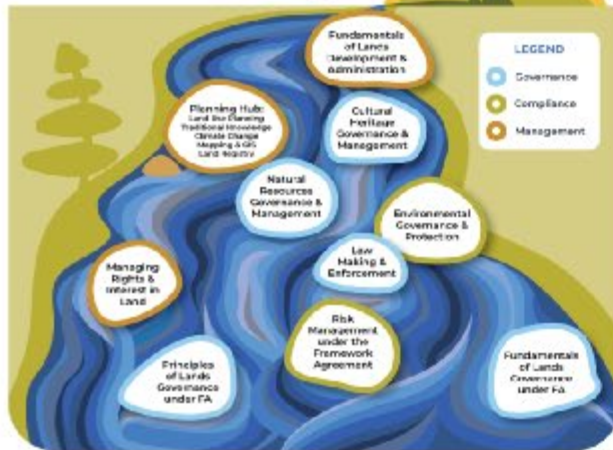 Fundamentals
of Lands
Development &
Administration
LEGEND
Governance
Compliance
Management
Planning Hub:
Land Use Planning
Traditional Knowledge
Climate Change
Mapping & GIS
Land Registry
Cultural
Heritage
Governance &
Management
Natural
Resources
Governance &
Management
Environmental
Governance &
Protection
Law
Making &
Enforcement
Managing
Rights &
Interest in
Land
Risk
Management
under the
Framework
Agreement
Principles
of Lands
Governance
under FA
Fundamentals
of Lands
Governance
under FA